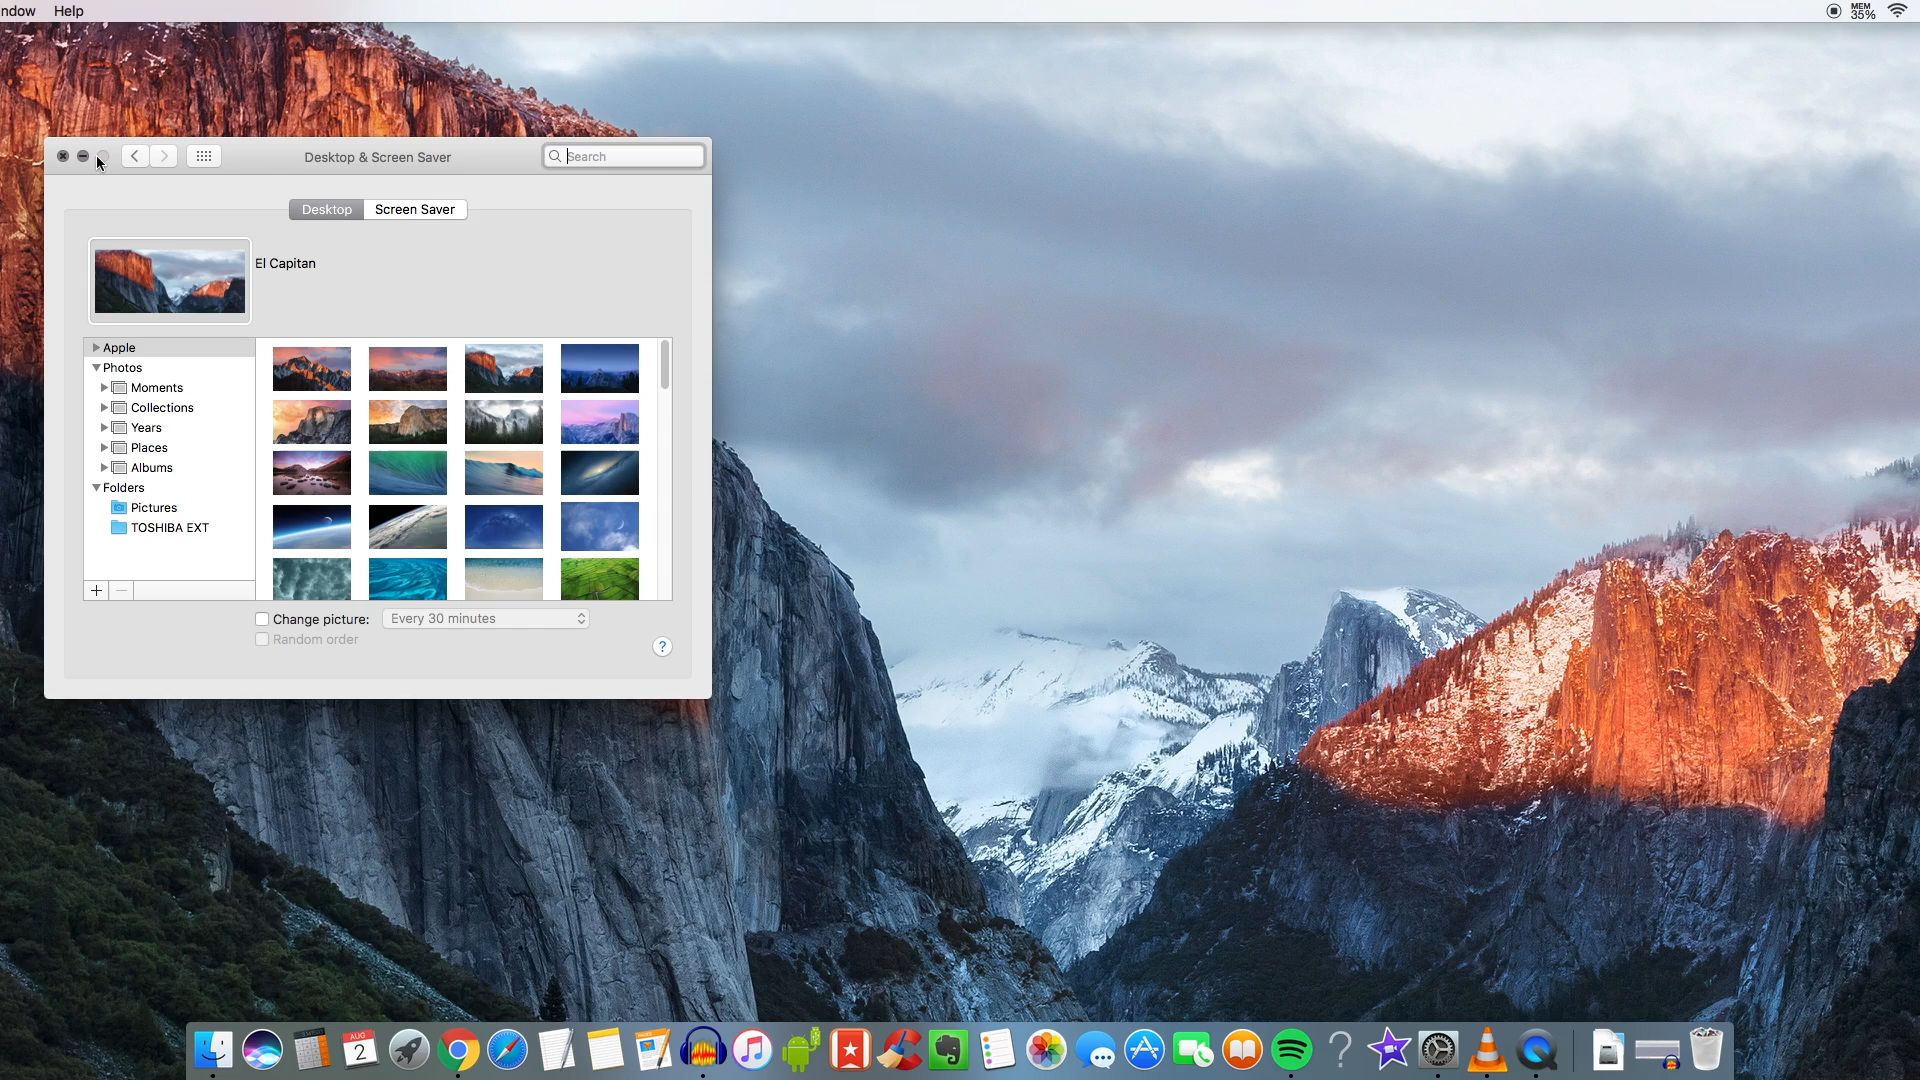 ndow Help
MEM
35%
Desktop & Screen Saver
Search
Desktop Screen Saver
El Capitan
Apple
Photos
Moments
Collections
Years
Places
Albums
Folders
Pictures
TOSHIBA EXT
Change picture: Every 30 minutes
Random order
?
AUG
2
?